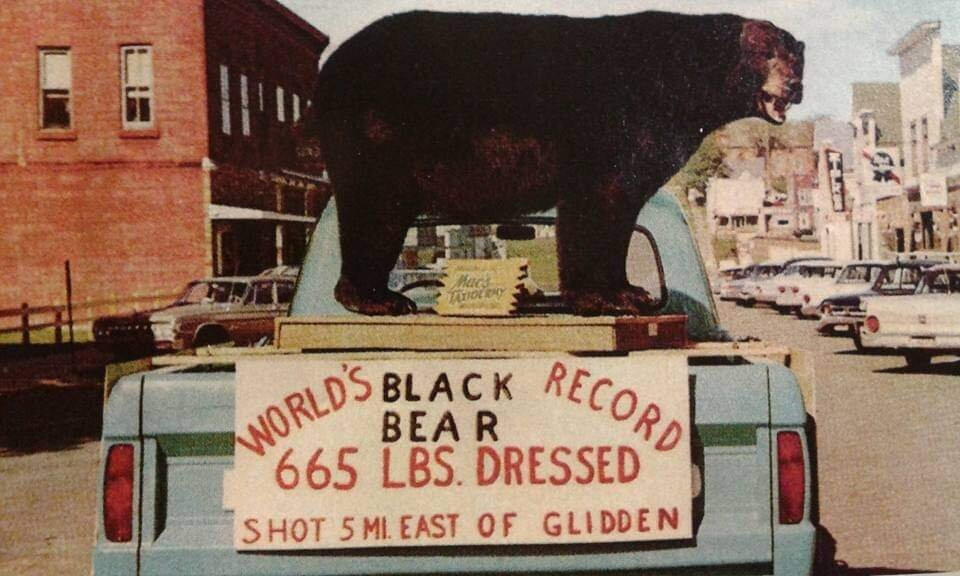 Mac's
TAXIDERMY
WORLD'S BLACK RECORD
BEAR
665 LBS. DRESSED
SHOT 5 MI. EAST OF GLIDDEN